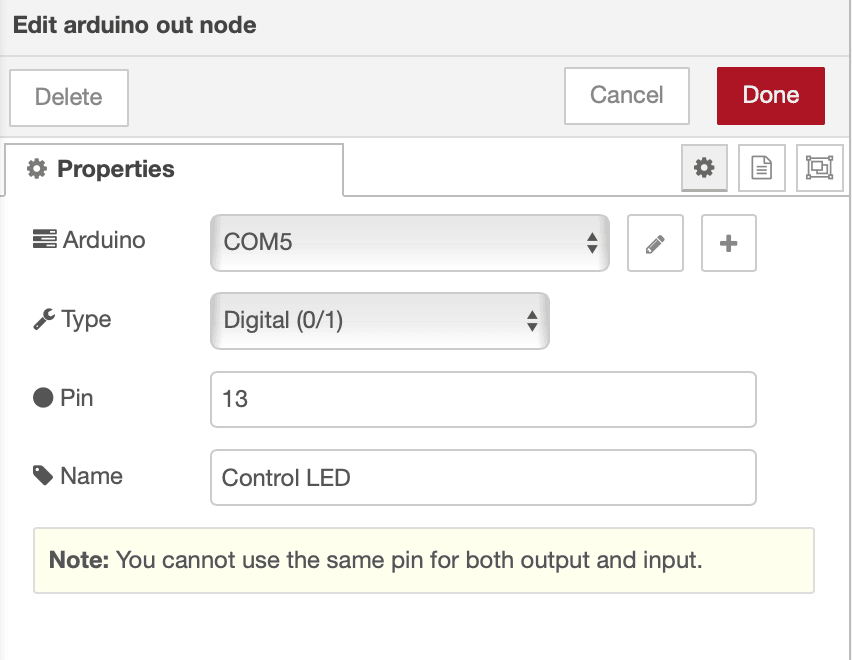 Edit arduino out node
Delete Cancel Done
Properties
Arduino COM5
Type Digital (0/1)
Pin 13
Name Control LED
Note: You cannot use the same pin for both output and input.